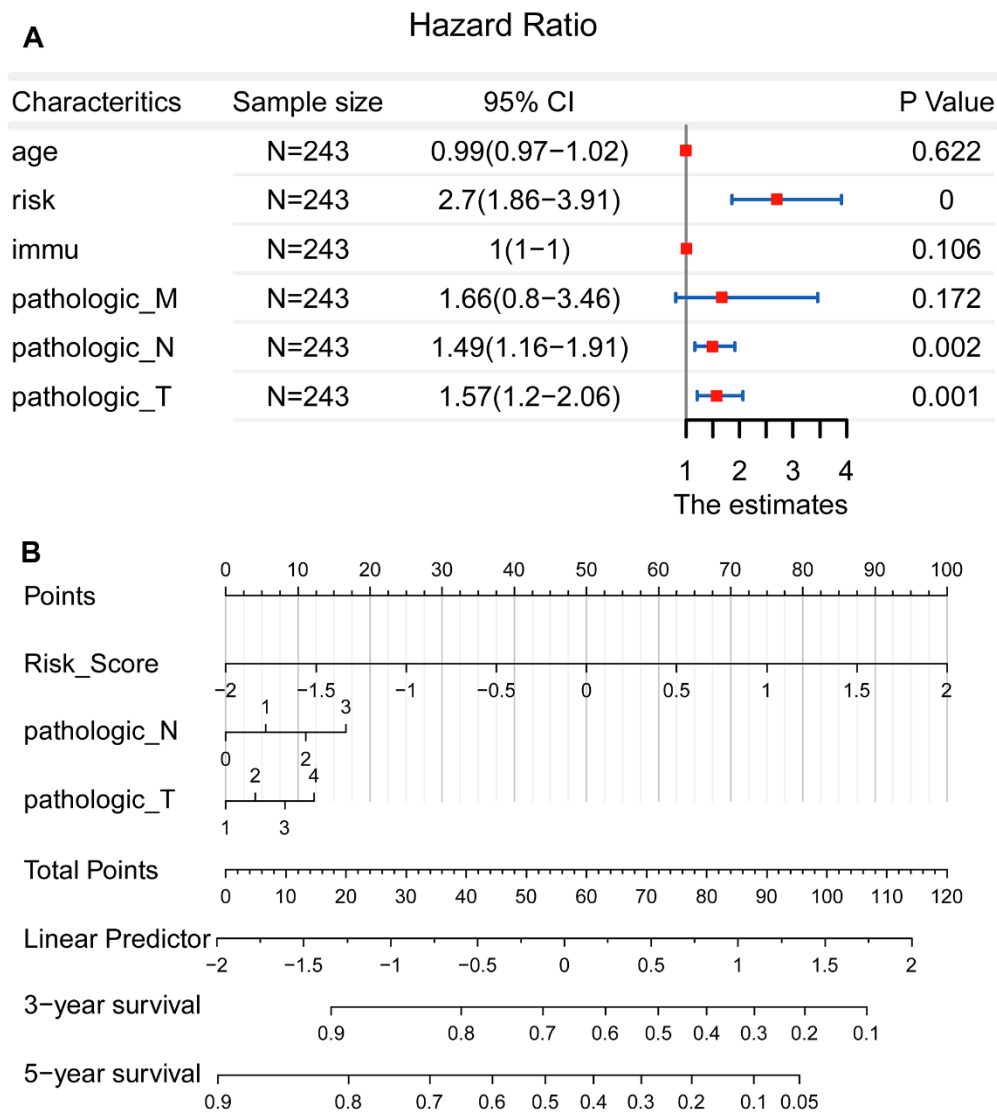 A
Hazard Ratio
Characteritics Sample size 95% CI P Value
age N=243 0.99(0.97−1.02) 0.622
risk N=243 2.7(1.86−3.91) 0
immu N=243 1(1−1) 0.106
pathologic_M N=243 1.66(0.8−3.46) 0.172
pathologic_N N=243 1.49(1.16−1.91) 0.002
pathologic_T N=243 1.57(1.2−2.06) 0.001
1 2 3 4
The estimates
B
0 10 20 30 40 50 60 70 80 90 100
Points
Risk_Score
−2 −1.5 −1 −0.5 0 0.5 1 1.5 2
1 3
pathologic_N
0 2
2 4
pathologic_T
1 3
Total Points
0 10 20 30 40 50 60 70 80 90 100 110 120
Linear Predictor
−2 −1.5 −1 −0.5 0 0.5 1 1.5 2
3−year survival
0.9 0.8 0.7 0.6 0.5 0.4 0.3 0.2 0.1
5−year survival
0.9 0.8 0.7 0.6 0.5 0.4 0.3 0.2 0.1 0.05